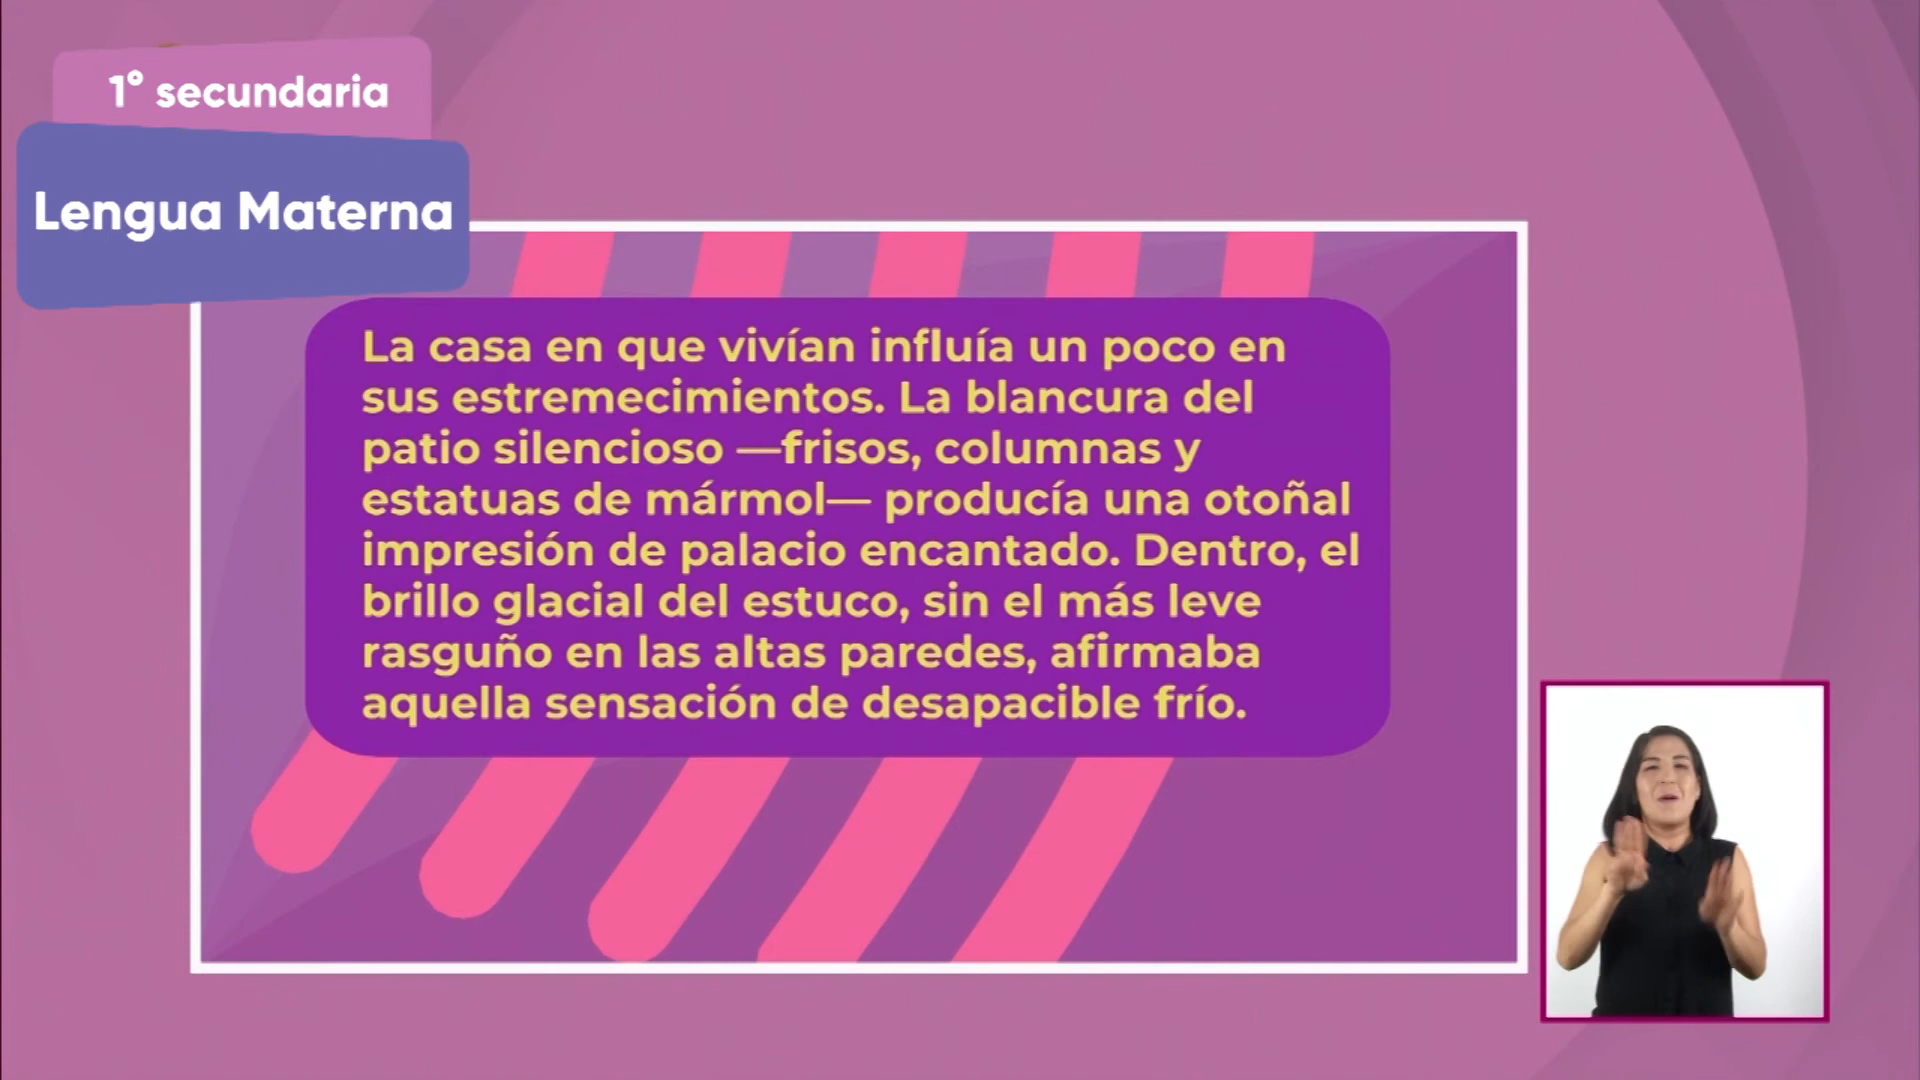 1° secundaria
Lengua Materna
La casa en que vivían influía un poco en
sus estremecimientos. La blancura del
patio silencioso —frisos, columnas y
estatuas de mármol— producía una otoñal
impresión de palacio encantado. Dentro, el
brillo glacial del estuco, sin el más leve
rasguño en las altas paredes, afirmaba
aquella sensación de desapacible frío.